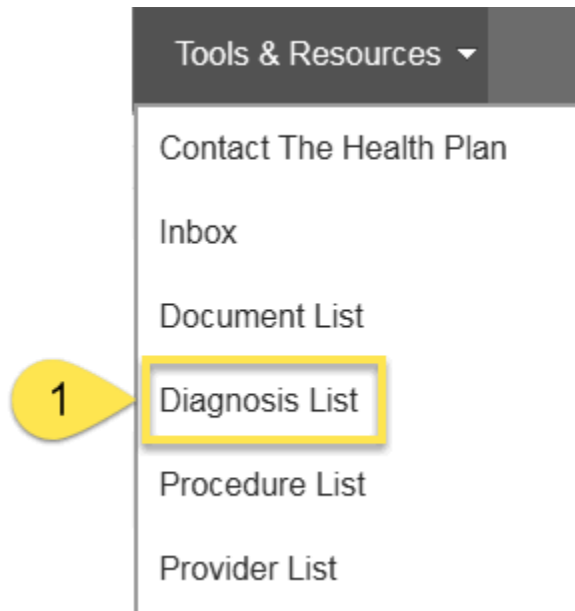 Tools & Resources
Contact The Health Plan
Inbox
Document List
1 Diagnosis List
Procedure List
Provider List